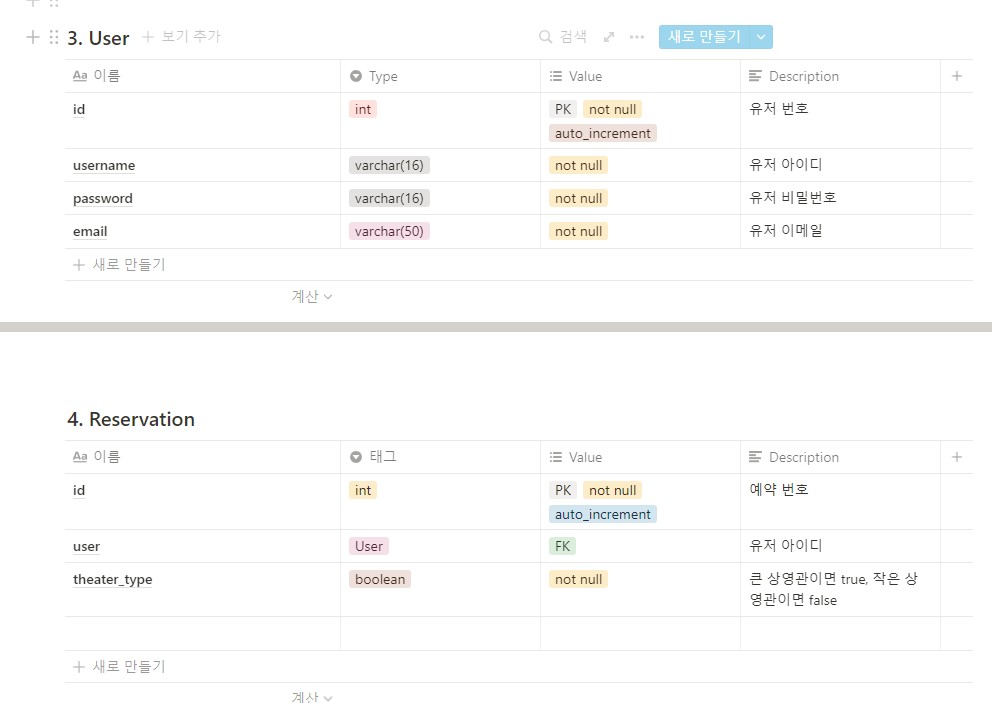 3. User 보기 추가 검색 새로 만들기
Aa 이름 Type Value Description
id int PK not null 유저 번호
auto_increment
username varchar(16) not null 유저 아이디
password varchar(16) not null 유저 비밀번호
email varchar(50) not null 유저 이메일
새로 만들기
계산
4. Reservation
Aa 이름 태그 Value Description
id int PK not null 예약 번호
auto_increment
user User FK 유저 아이디
theater_type boolean not null 큰 상영관이면 true, 작은 상
영관이면 false
새로 만들기
계산